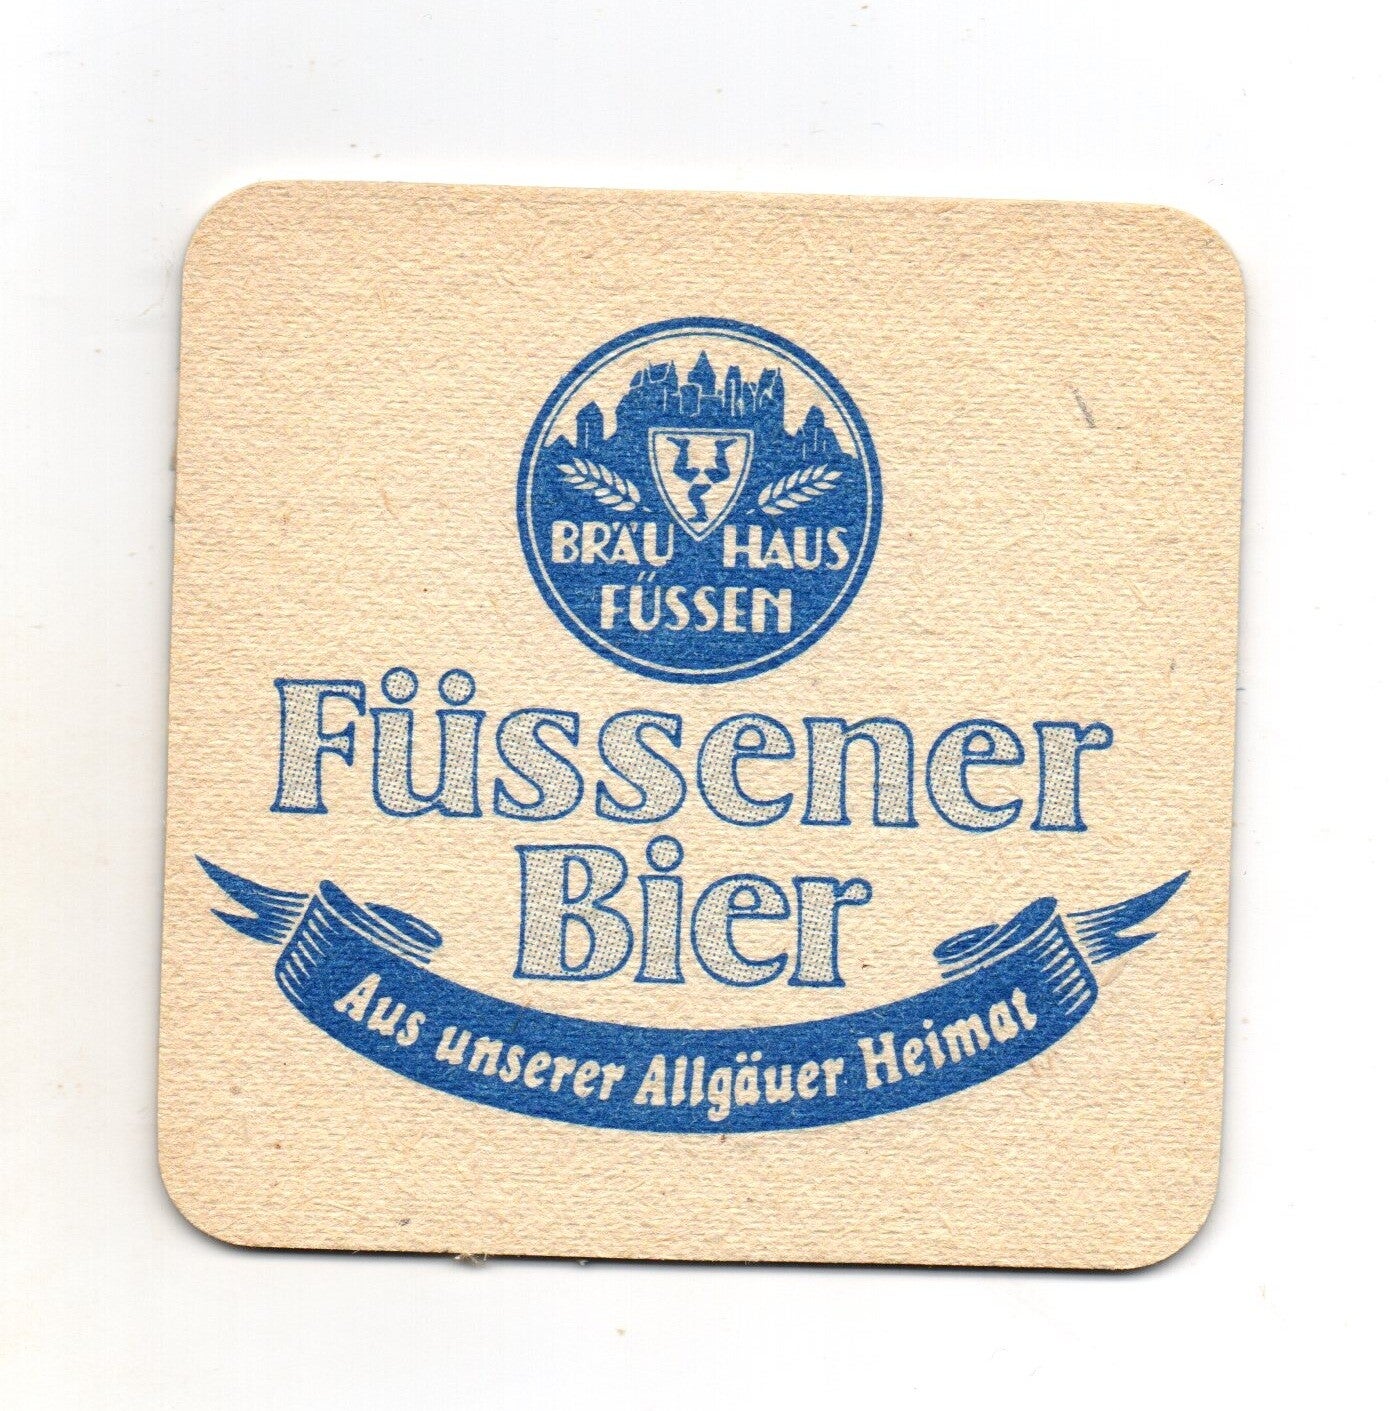 BRÄU HAUS
FÜSSEN
Füssener
Bier
Aus unserer Allgäuer Heimat